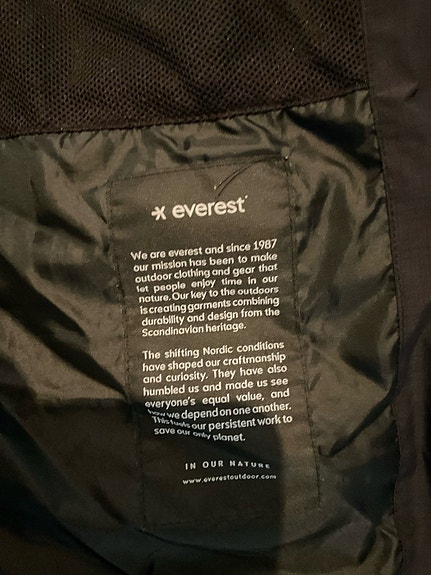 everest
We are everest and since 1987
our mission has been to make
outdoor clothing and gear that
let people enjoy time in our
nature. Our key to the outdoors
is creating garments combining
durability and design from the
Scandinavian heritage.
The shifting Nordic conditions
have shaped our craftmanship
and curiosity. They have also
humbled us and made us see
everyone's equal value, and
how we depend on one another.
This fuels our persistent work to
save our only planet.
IN OUR NATURE
www.everestoutdoor.com